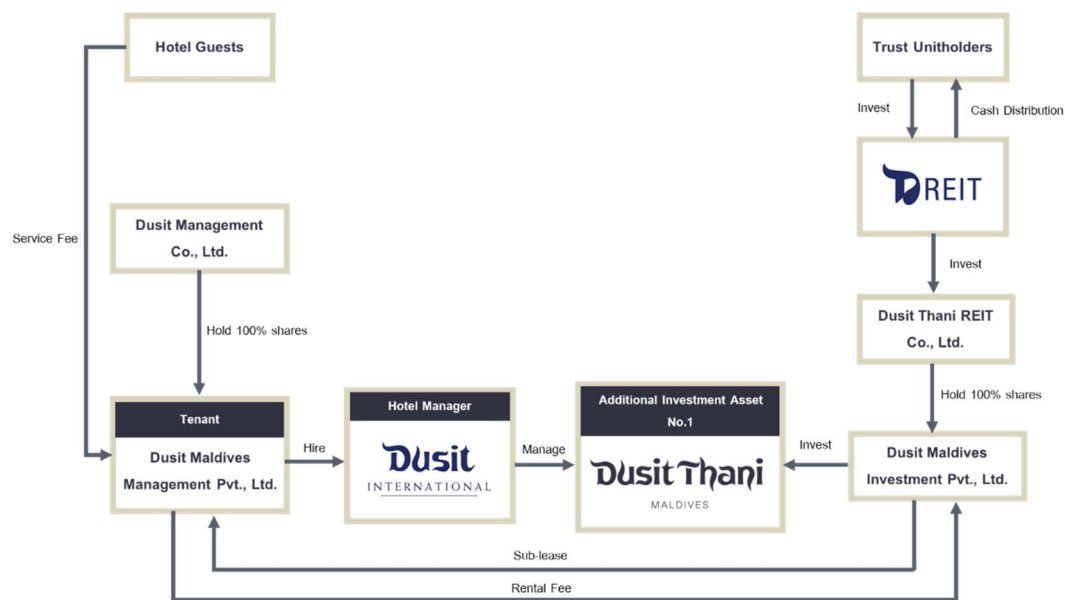 Hotel Guests
Trust Unitholders
Invest
Cash Distribution
DREIT
Service Fee
Dusit Management
Co., Ltd.
Invest
Hold 100% shares
Dusit Thani REIT
Co., Ltd.
Hold 100% shares
Tenant
Dusit Maldives
Management Pvt., Ltd.
Hire
Hotel Manager
Dusit
INTERNATIONAL
Manage
Additional Investment Asset
No.1
Dusit Thani
MALDIVES
Invest
Dusit Maldives
Investment Pvt., Ltd.
Sub-lease
Rental Fee